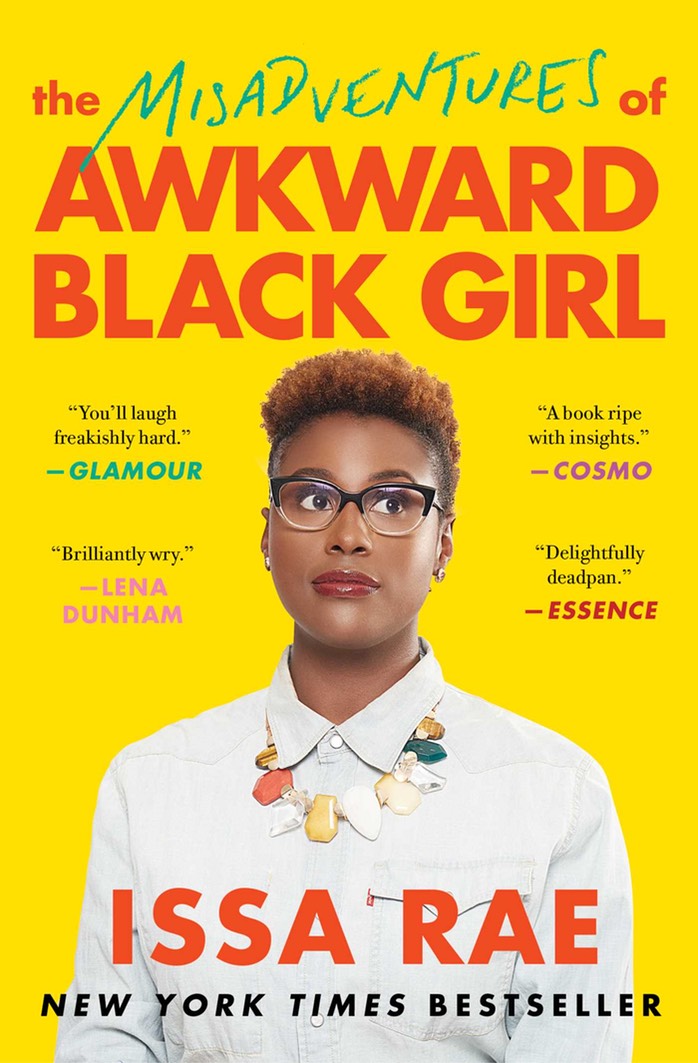 the MISADVENTURES of
AWKWARD
BLACK GIRL
“You’ll laugh
freakishly hard.”
—GLAMOUR
“A book ripe
with insights.”
—COSMO
“Brilliantly wry.”
—LENA
DUNHAM
“Delightfully
deadpan.”
—ESSENCE
ISSA RAE
NEW YORK TIMES BESTSELLER